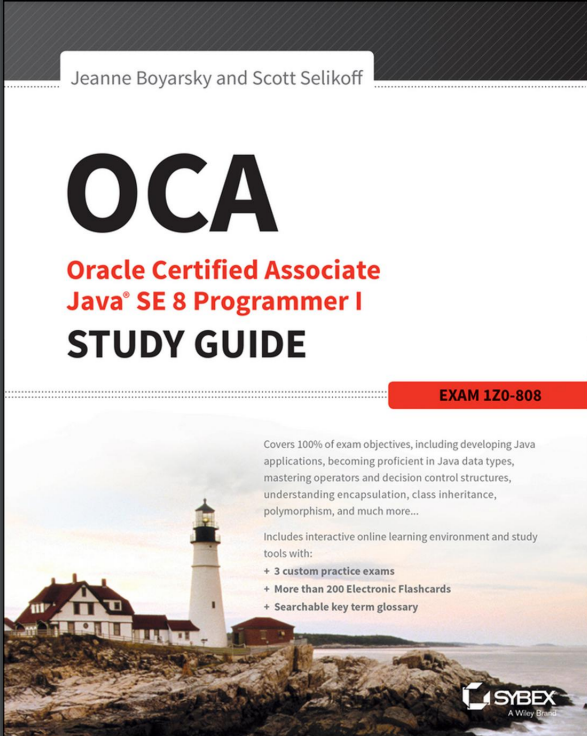 Jeanne Boyarsky and Scott Selikoff
OCA
Oracle Certified Associate
Java® SE 8 Programmer I
STUDY GUIDE
EXAM 1Z0-808
Covers 100% of exam objectives, including developing Java
applications, becoming proficient in Java data types,
mastering operators and decision control structures,
understanding encapsulation, class inheritance,
polymorphism, and much more...
Includes interactive online learning environment and study
tools with:
+ 3 custom practice exams
+ More than 200 Electronic Flashcards
+ Searchable key term glossary
SYBEX
A Wiley Brand